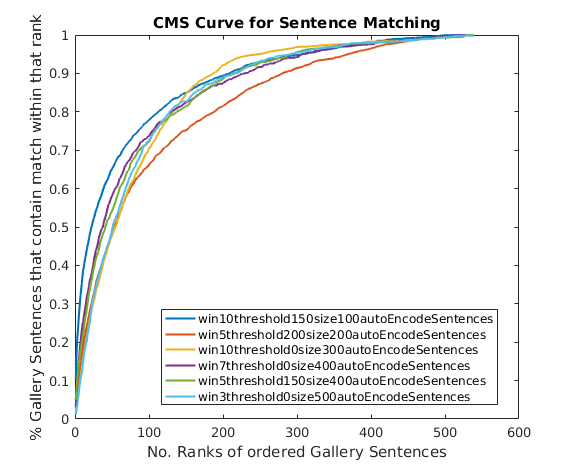 CMS Curve for Sentence Matching
% Gallery Sentences that contain match within that rank
1
0.9
0.8
0.7
0.6
0.5
0.4
0.3
0.2
0.1
0
win10threshold150size100autoEncodeSentences
win5threshold200size200autoEncodeSentences
win10threshold0size300autoEncodeSentences
win7threshold0size400autoEncodeSentences
win5threshold150size400autoEncodeSentences
win3threshold0size500autoEncodeSentences
0 100 200 300 400 500 600
No. Ranks of ordered Gallery Sentences